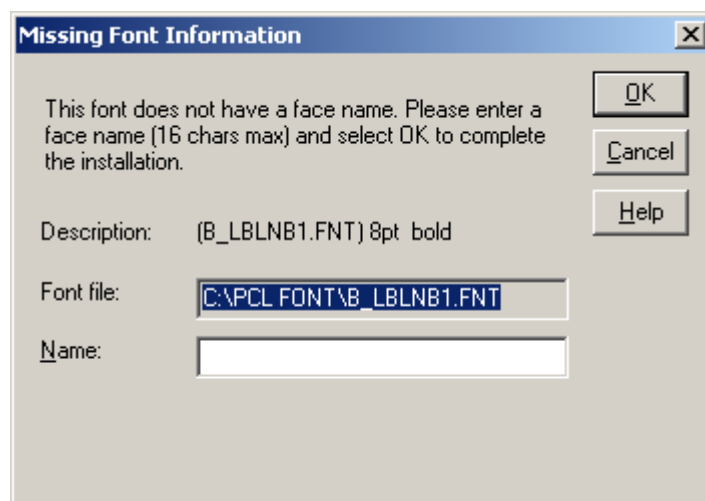 Missing Font Information
This font does not have a face name. Please enter a
face name (16 chars max) and select OK to complete
the installation.
OK
Cancel
Help
Description: (B_LBLNB1.FNT) 8pt bold
Font file: C:\PCL FONT\B_LBLNB1.FNT
Name: